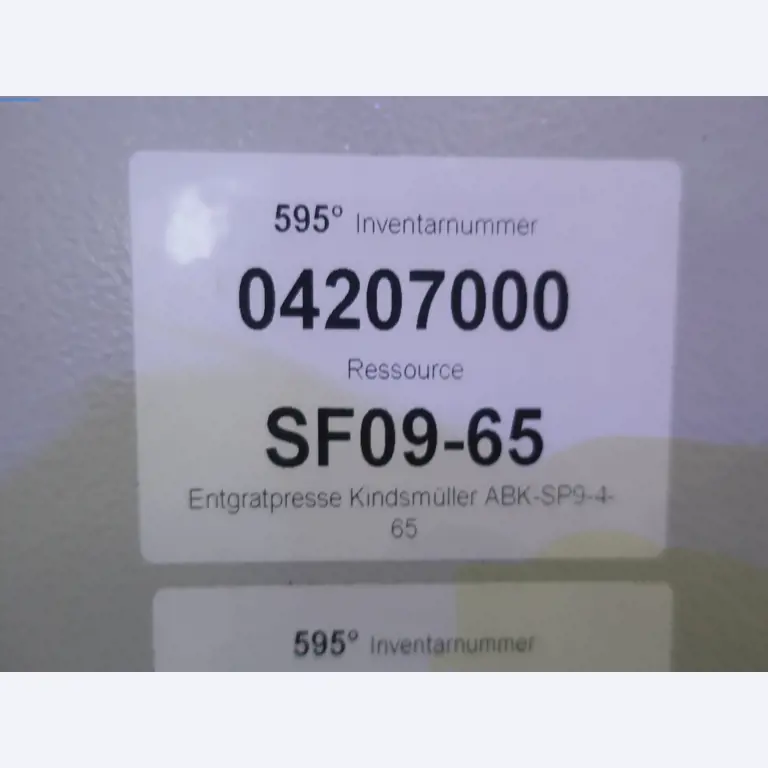 595° Inventarnummer
04207000
Ressource
SF09-65
Entgratpresse Kindsmüller ABK-SP9-4-
65
595° Inventarnummer